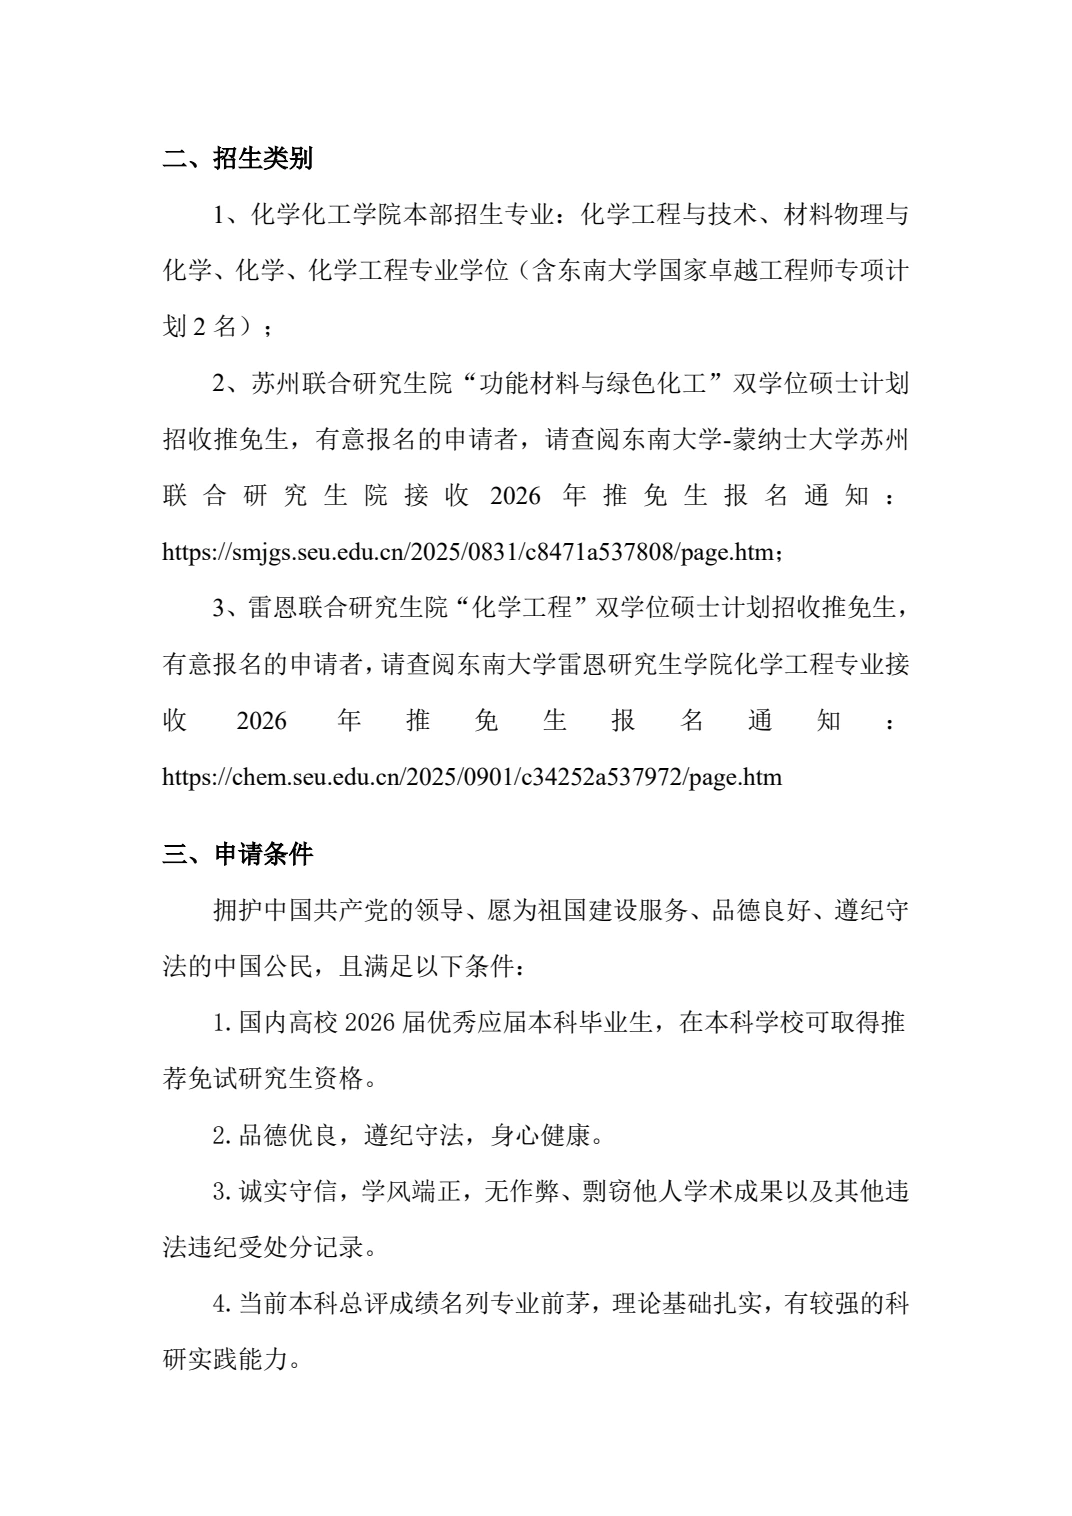 二、招生类别
1、化学化工学院本部招生专业：化学工程与技术、材料物理与
化学、化学、化学工程专业学位（含东南大学国家卓越工程师专项计
划 2 名）；
2、苏州联合研究生院“功能材料与绿色化工”双学位硕士计划
招收推免生，有意报名的申请者，请查阅东南大学-蒙纳士大学苏州
联合研究生院接收 2026 年推免生报名通知：
https://smjgs.seu.edu.cn/2025/0831/c8471a537808/page.htm；
3、雷恩联合研究生院“化学工程”双学位硕士计划招收推免生，
有意报名的申请者，请查阅东南大学雷恩研究生学院化学工程专业接
收 2026 年推免生报名通知：
https://chem.seu.edu.cn/2025/0901/c34252a537972/page.htm
三、申请条件
拥护中国共产党的领导、愿为祖国建设服务、品德良好、遵纪守
法的中国公民，且满足以下条件：
1.国内高校 2026 届优秀应届本科毕业生，在本科学校可取得推
荐免试研究生资格。
2.品德优良，遵纪守法，身心健康。
3.诚实守信，学风端正，无作弊、剽窃他人学术成果以及其他违
法违纪受处分记录。
4.当前本科总评成绩名列专业前茅，理论基础扎实，有较强的科
研实践能力。